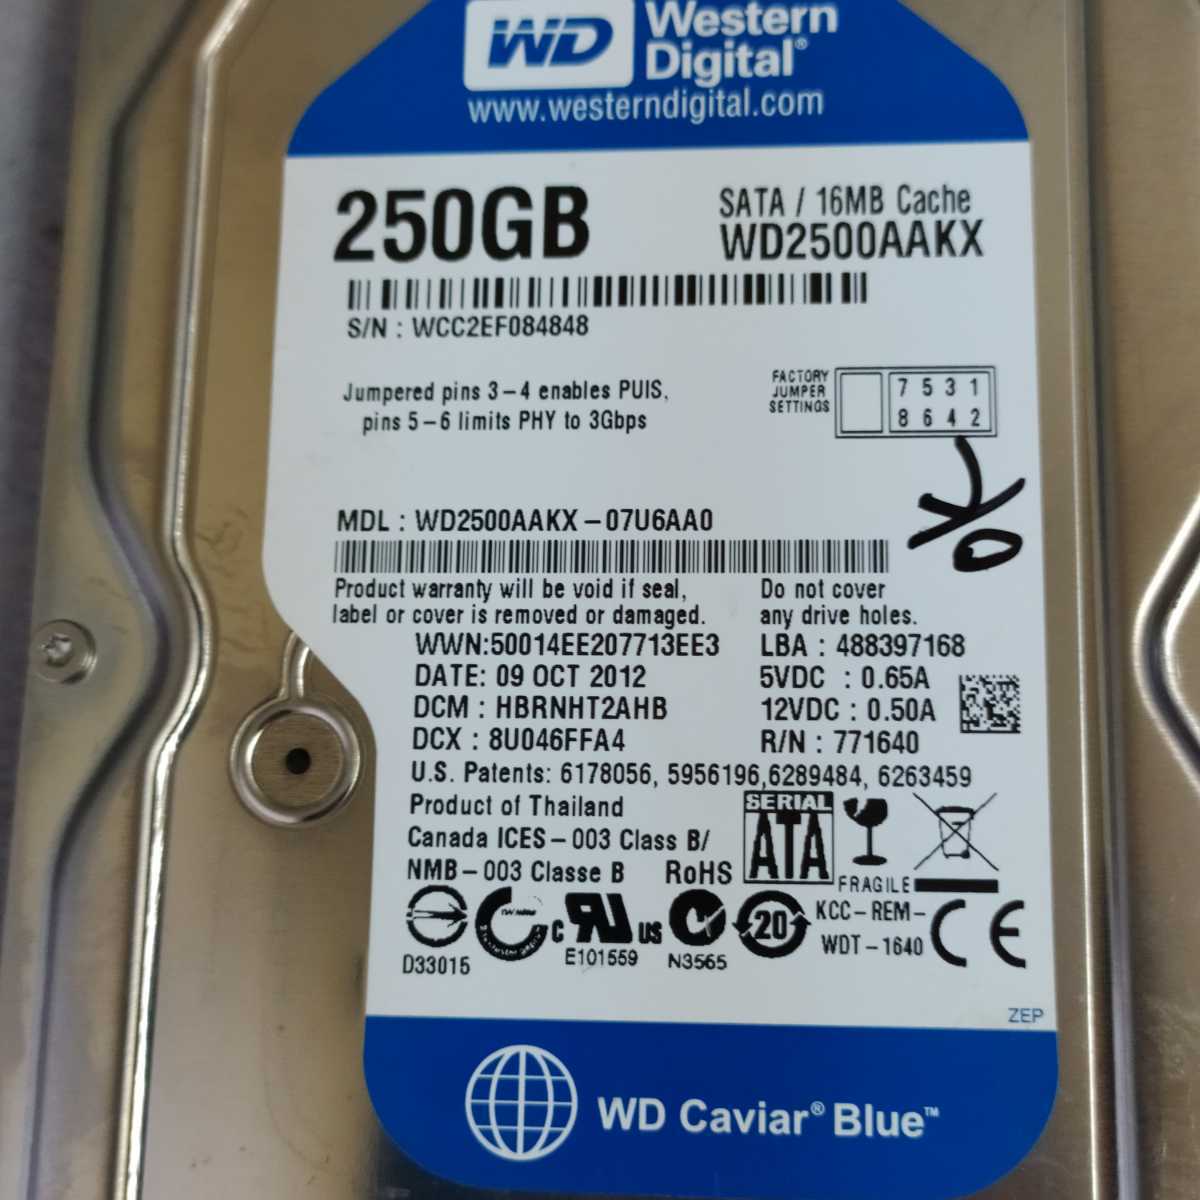 WD Western
Digital®
www.westerndigital.com
250GB
SATA / 16MB Cache
WD2500AAKX
S/N : WCC2EF084848
Jumpered pins 3-4 enables PUIS,
pins 5-6 limits PHY to 3Gbps
FACTORY
JUMPER
SETTINGS
7 5 3 1
8 6 4 2
MDL : WD2500AAKX-07U6AA0
Product warranty will be void if seal,
label or cover is removed or damaged.
Do not cover
any drive holes.
WWN:50014EE207713EE3
DATE: 09 OCT 2012
DCM : HBRNHT2AHB
DCX : 8U046FFA4
LBA : 488397168
5VDC : 0.65A
12VDC : 0.50A
R/N : 771640
U.S. Patents: 6178056, 5956196,6289484, 6263459
Product of Thailand
Canada ICES-003 Class B/
NMB-003 Classe B
RoHS
SERIAL
ATA
FRAGILE
D33015
c RU US
E101559
N3565
20
KCC-REM-
WDT-1640
CE
ZEP
WD Caviar® Blue™